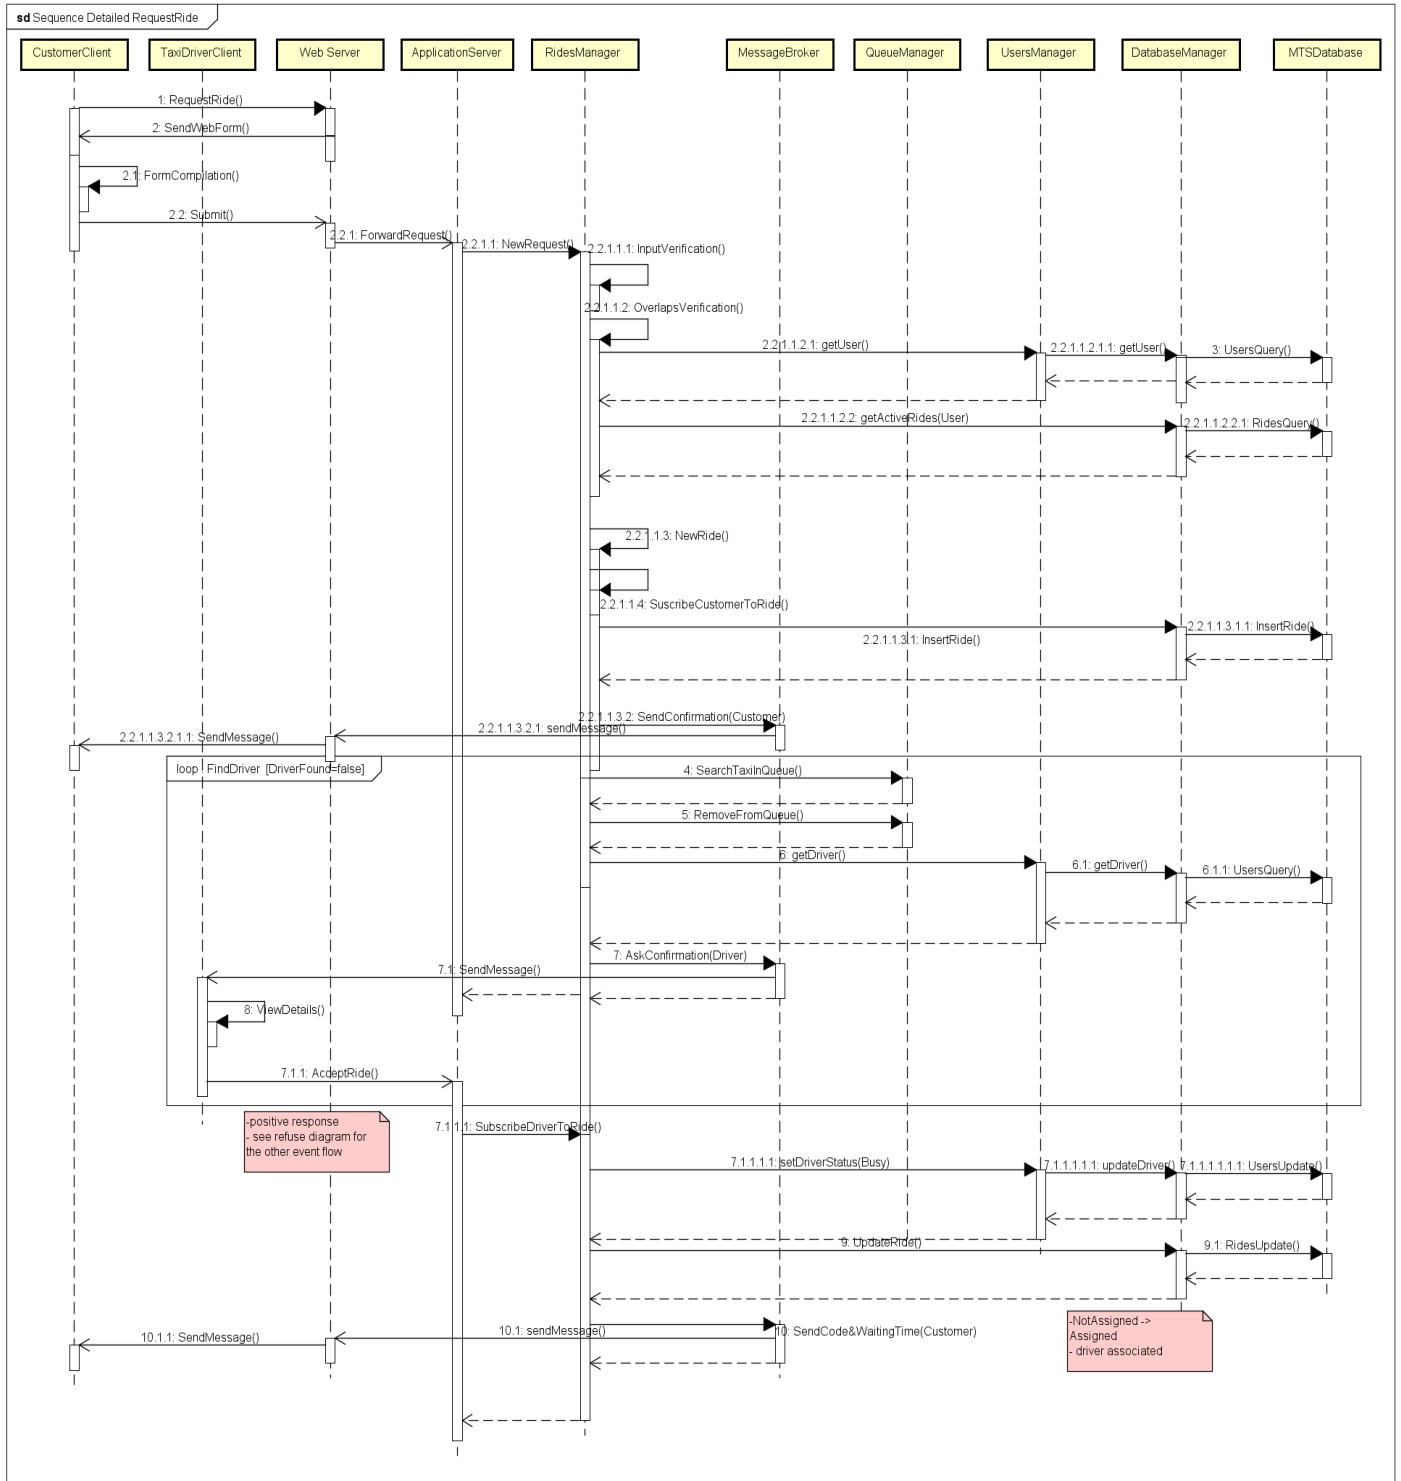 sd Sequence Detailed RequestRide
CustomerClient
TaxiDriverClient
Web Server
ApplicationServer
RidesManager
MessageBroker
QueueManager
UsersManager
DatabaseManager
MTSDatabase
1: RequestRide()
2: SendWebForm()
2.1: FormCompilation()
2.2: Submit()
2.2.1: ForwardRequest()
2.2.1.1: NewRequest()
2.2.1.1.1: InputVerification()
2.2.1.1.2: OverlapsVerification()
2.2.1.1.2.1: getUser()
2.2.1.1.2.1.1: getUser()
3: UsersQuery()
2.2.1.1.2.2: getActiveRides(User)
2.2.1.1.2.2.1: RidesQuery()
2.2.1.1.3: NewRide()
2.2.1.1.4: SuscribeCustomerToRide()
2.2.1.1.3.1: InsertRide()
2.2.1.1.3.1.1: InsertRide()
2.2.1.1.3.2: SendConfirmation(Customer)
2.2.1.1.3.2.1: sendMessage()
2.2.1.1.3.2.1.1: SendMessage()
loop : FindDriver [DriverFound=false]
4: SearchTaxiInQueue()
5: RemoveFromQueue()
6: getDriver()
6.1: getDriver()
6.1.1: UsersQuery()
7: AskConfirmation(Driver)
7.1: SendMessage()
8: ViewDetails()
7.1.1: AcceptRide()
-positive response
- see refuse diagram for
the other event flow
7.1.1.1: SubscribeDriverToRide()
7.1.1.1.1: setDriverStatus(Busy)
7.1.1.1.1.1: updateDriver()
7.1.1.1.1.1.1: UsersUpdate()
9: UpdateRide()
9.1: RidesUpdate()
-NotAssigned ->
Assigned
- driver associated
10: SendCode&WaitingTime(Customer)
10.1: sendMessage()
10.1.1: SendMessage()